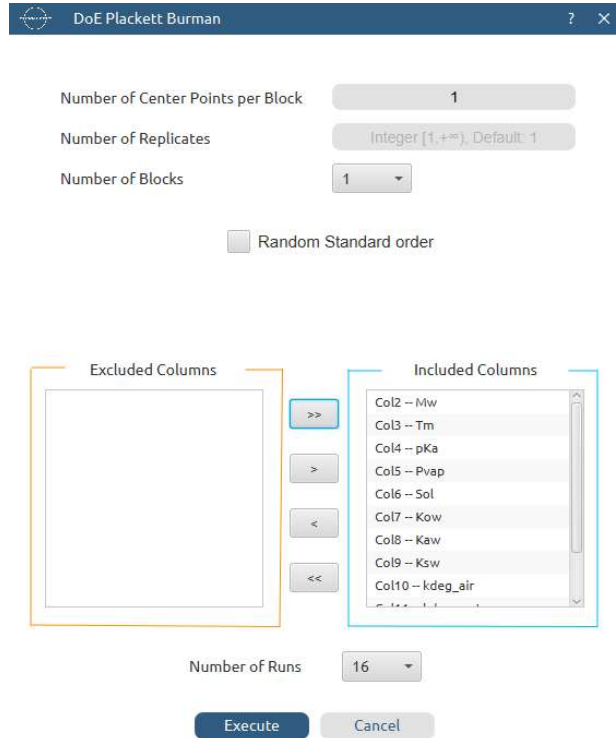 DoE Plackett Burman ? ×
Number of Center Points per Block 1
Number of Replicates Integer [1,+∞), Default: 1
Number of Blocks 1
Random Standard order
Excluded Columns Included Columns
Col2 -- Mw
>>
Col3 -- Tm
Col4 -- pKa
> Col5 -- Pvap
Col6 -- Sol
< Col7 -- Kow
Col8 -- Kaw
Col9 -- Ksw
<< Col10 -- kdeg_air
Number of Runs 16
Execute Cancel